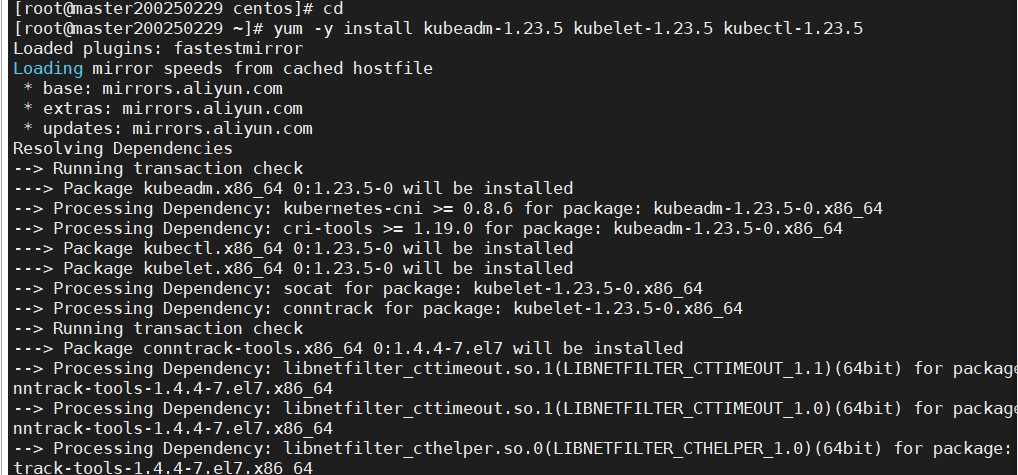 [root@master200250229 centos]# cd
[root@master200250229 ~]# yum -y install kubeadm-1.23.5 kubelet-1.23.5 kubectl-1.23.5
Loaded plugins: fastestmirror
Loading mirror speeds from cached hostfile
 * base: mirrors.aliyun.com
 * extras: mirrors.aliyun.com
 * updates: mirrors.aliyun.com
Resolving Dependencies
--> Running transaction check
---> Package kubeadm.x86_64 0:1.23.5-0 will be installed
--> Processing Dependency: kubernetes-cni >= 0.8.6 for package: kubeadm-1.23.5-0.x86_64
--> Processing Dependency: cri-tools >= 1.19.0 for package: kubeadm-1.23.5-0.x86_64
---> Package kubectl.x86_64 0:1.23.5-0 will be installed
---> Package kubelet.x86_64 0:1.23.5-0 will be installed
--> Processing Dependency: socat for package: kubelet-1.23.5-0.x86_64
--> Processing Dependency: conntrack for package: kubelet-1.23.5-0.x86_64
--> Running transaction check
---> Package conntrack-tools.x86_64 0:1.4.4-7.el7 will be installed
--> Processing Dependency: libnetfilter_cttimeout.so.1(LIBNETFILTER_CTTIMEOUT_1.1)(64bit) for package
nntrack-tools-1.4.4-7.el7.x86_64
--> Processing Dependency: libnetfilter_cttimeout.so.1(LIBNETFILTER_CTTIMEOUT_1.0)(64bit) for package
nntrack-tools-1.4.4-7.el7.x86_64
--> Processing Dependency: libnetfilter_cthelper.so.0(LIBNETFILTER_CTHELPER_1.0)(64bit) for package:
track-tools-1.4.4-7.el7.x86_64